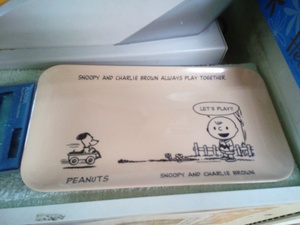 SNOOPY AND CHARLIE BROWN ALWAYS PLAY TOGETHER
LET'S PLAY!!
PEANUTS
SNOOPY AND CHARLIE BROWN